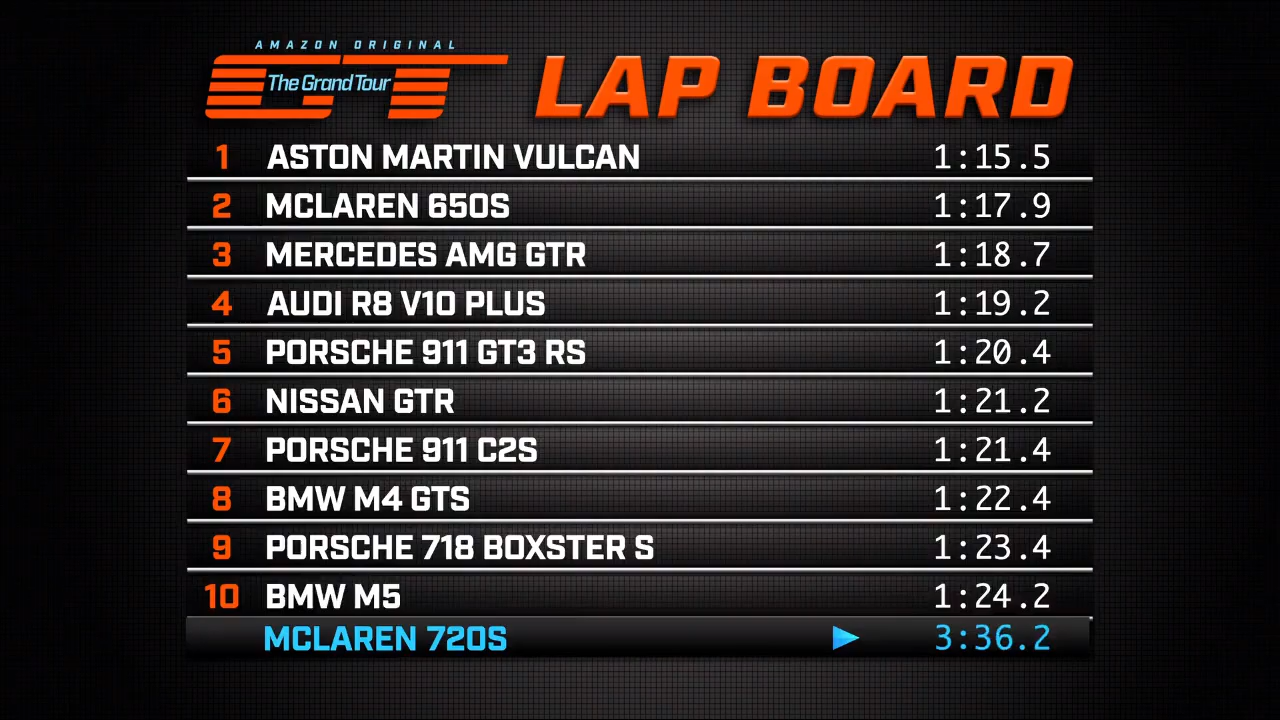 AMAZON ORIGINAL
The Grand Tour
GT
LAP BOARD
1 ASTON MARTIN VULCAN 1:15.5
2 MCLAREN 650S 1:17.9
3 MERCEDES AMG GTR 1:18.7
4 AUDI R8 V10 PLUS 1:19.2
5 PORSCHE 911 GT3 RS 1:20.4
6 NISSAN GTR 1:21.2
7 PORSCHE 911 C2S 1:21.4
8 BMW M4 GTS 1:22.4
9 PORSCHE 718 BOXSTER S 1:23.4
10 BMW M5 1:24.2
MCLAREN 720S 3:36.2